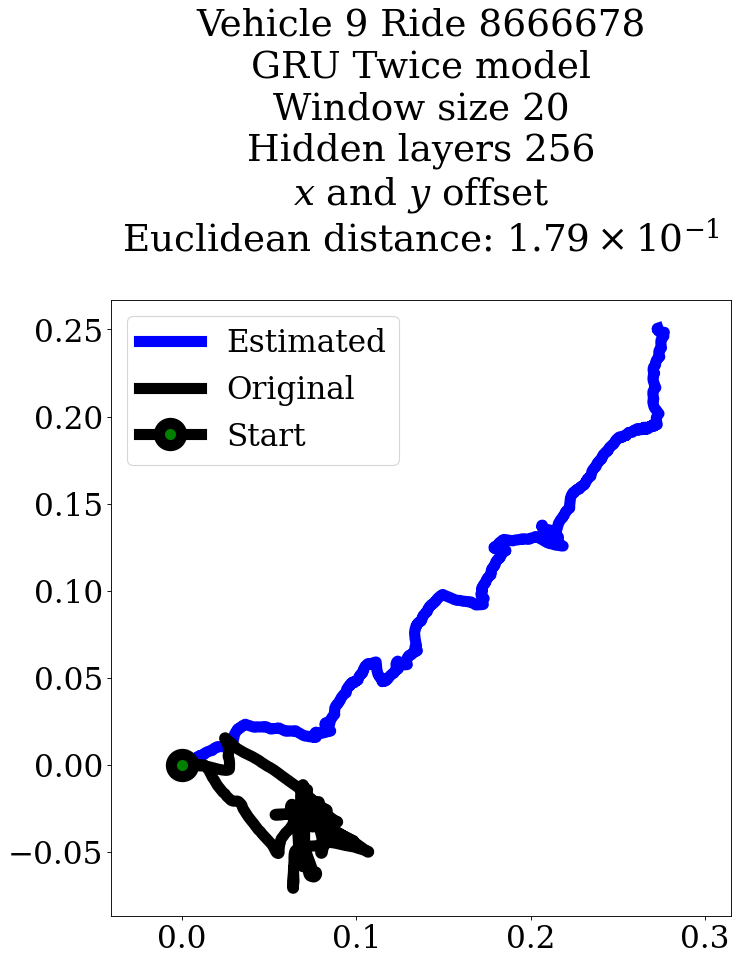 Vehicle 9 Ride 8666678
GRU Twice model
Window size 20
Hidden layers 256
x and y offset
Euclidean distance: 1.79 × 10⁻¹
Estimated
Original
Start
0.25
0.20
0.15
0.10
0.05
0.00
−0.05
0.0 0.1 0.2 0.3